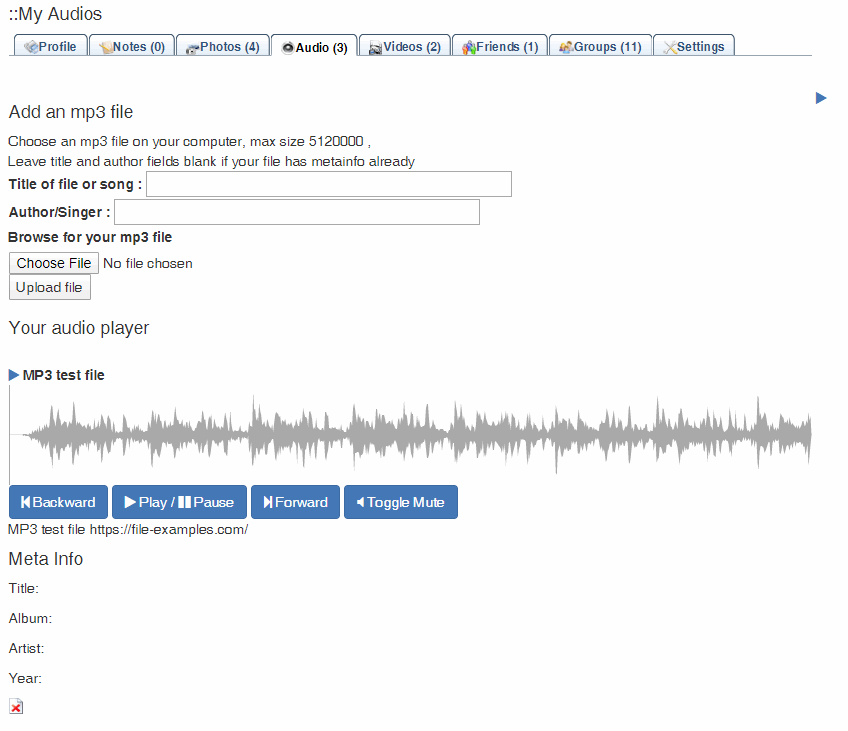 ::My Audios
Profile Notes (0) Photos (4) Audio (3) Videos (2) Friends (1) Groups (11) Settings
Add an mp3 file
Choose an mp3 file on your computer, max size 5120000 ,
Leave title and author fields blank if your file has metainfo already
Title of file or song :
Author/Singer :
Browse for your mp3 file
Choose File No file chosen
Upload file
Your audio player
MP3 test file
Backward Play / Pause Forward Toggle Mute
MP3 test file https://file-examples.com/
Meta Info
Title:
Album:
Artist:
Year: